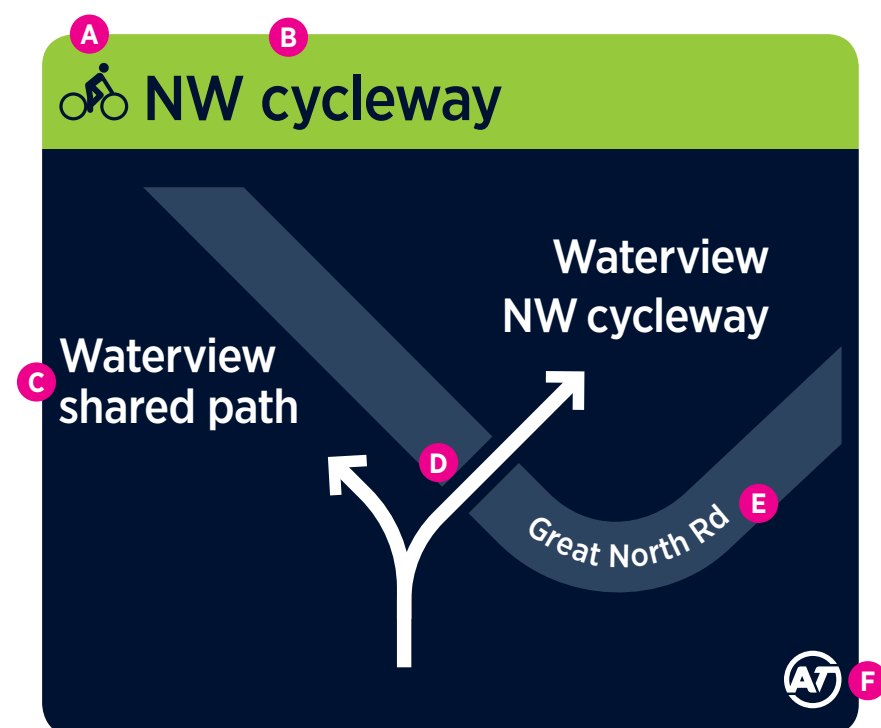 A
B
NW cycleway
Waterview
NW cycleway
Waterview
shared path
C
D
E
Great North Rd
AT
F